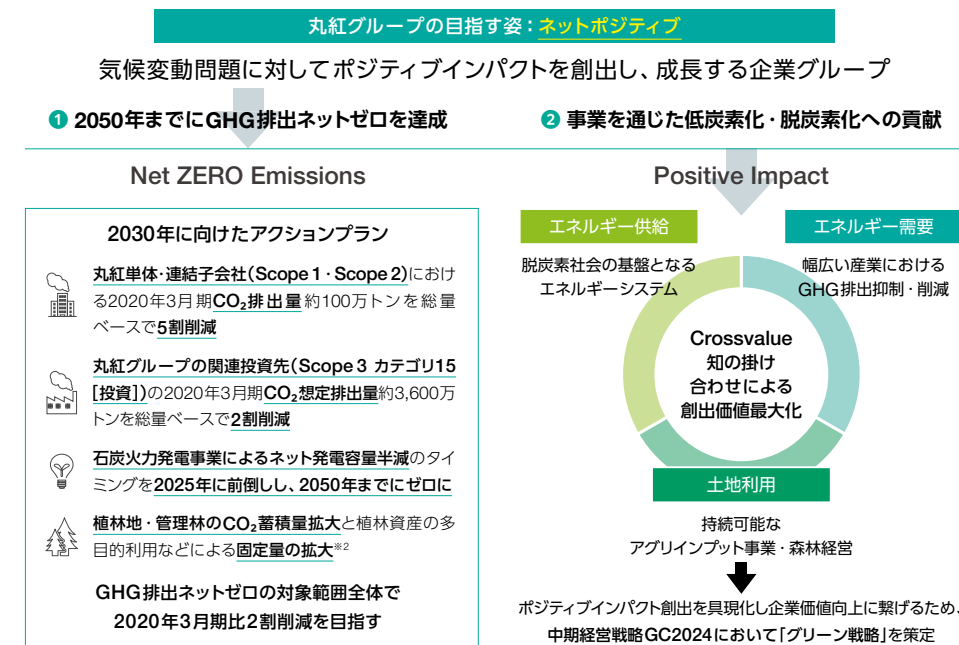 丸紅グループの目指す姿：ネットポジティブ
気候変動問題に対してポジティブインパクトを創出し、成長する企業グループ
❶ 2050年までにGHG排出ネットゼロを達成
Net ZERO Emissions
2030年に向けたアクションプラン
丸紅単体・連結子会社（Scope 1・Scope 2）におけ
る2020年3月期CO₂排出量約100万トンを総量
ベースで5割削減
丸紅グループの関連投資先（Scope 3 カテゴリ15
［投資］）の2020年3月期CO₂想定排出量約3,600万
トンを総量ベースで2割削減
石炭火力発電事業によるネット発電容量半減のタイ
ミングを2025年に前倒しし、2050年までにゼロに
植林地・管理林のCO₂蓄積量拡大と植林資産の多
目的利用などによる固定量の拡大※2
GHG排出ネットゼロの対象範囲全体で
2020年3月期比2割削減を目指す
❷ 事業を通じた低炭素化・脱炭素化への貢献
Positive Impact
エネルギー供給
脱炭素社会の基盤となる
エネルギーシステム
エネルギー需要
幅広い産業における
GHG排出抑制・削減
Crossvalue
知の掛け
合わせによる
創出価値最大化
土地利用
持続可能な
アグリインプット事業・森林経営
ポジティブインパクト創出を具現化し企業価値向上に繋げるため、
中期経営戦略GC2024において「グリーン戦略」を策定